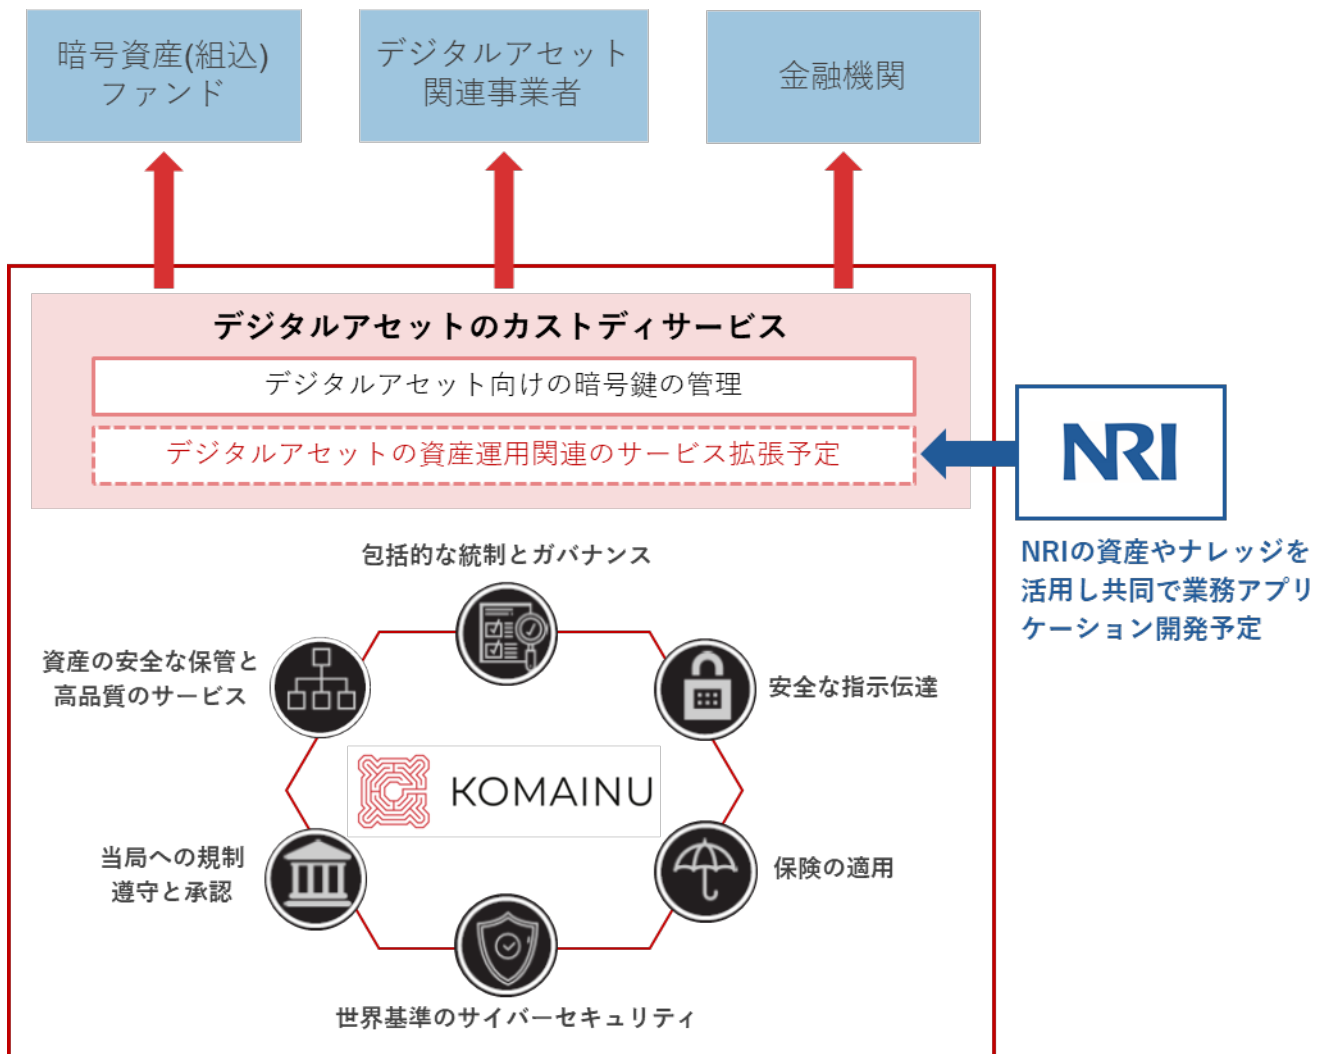 暗号資産(組込)
ファンド
デジタルアセット
関連事業者
金融機関
デジタルアセットのカストディサービス
デジタルアセット向けの暗号鍵の管理
デジタルアセットの資産運用関連のサービス拡張予定
NRI
NRIの資産やナレッジを
活用し共同で業務アプリ
ケーション開発予定
包括的な統制とガバナンス
資産の安全な保管と
高品質のサービス
安全な指示伝達
KOMAINU
当局への規制
遵守と承認
保険の適用
世界基準のサイバーセキュリティ